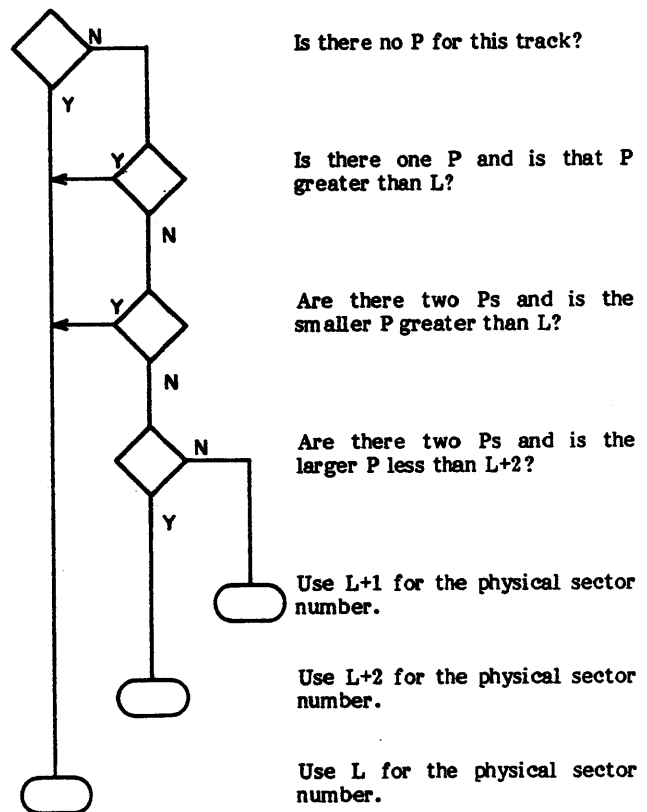 N
Is there no P for this track?
Y
Y
Is there one P and is that P
greater than L?
N
Y
Are there two Ps and is the
smaller P greater than L?
N
N
Are there two Ps and is the
larger P less than L+2?
Y
Use L+1 for the physical sector
number.
Use L+2 for the physical sector
number.
Use L for the physical sector
number.